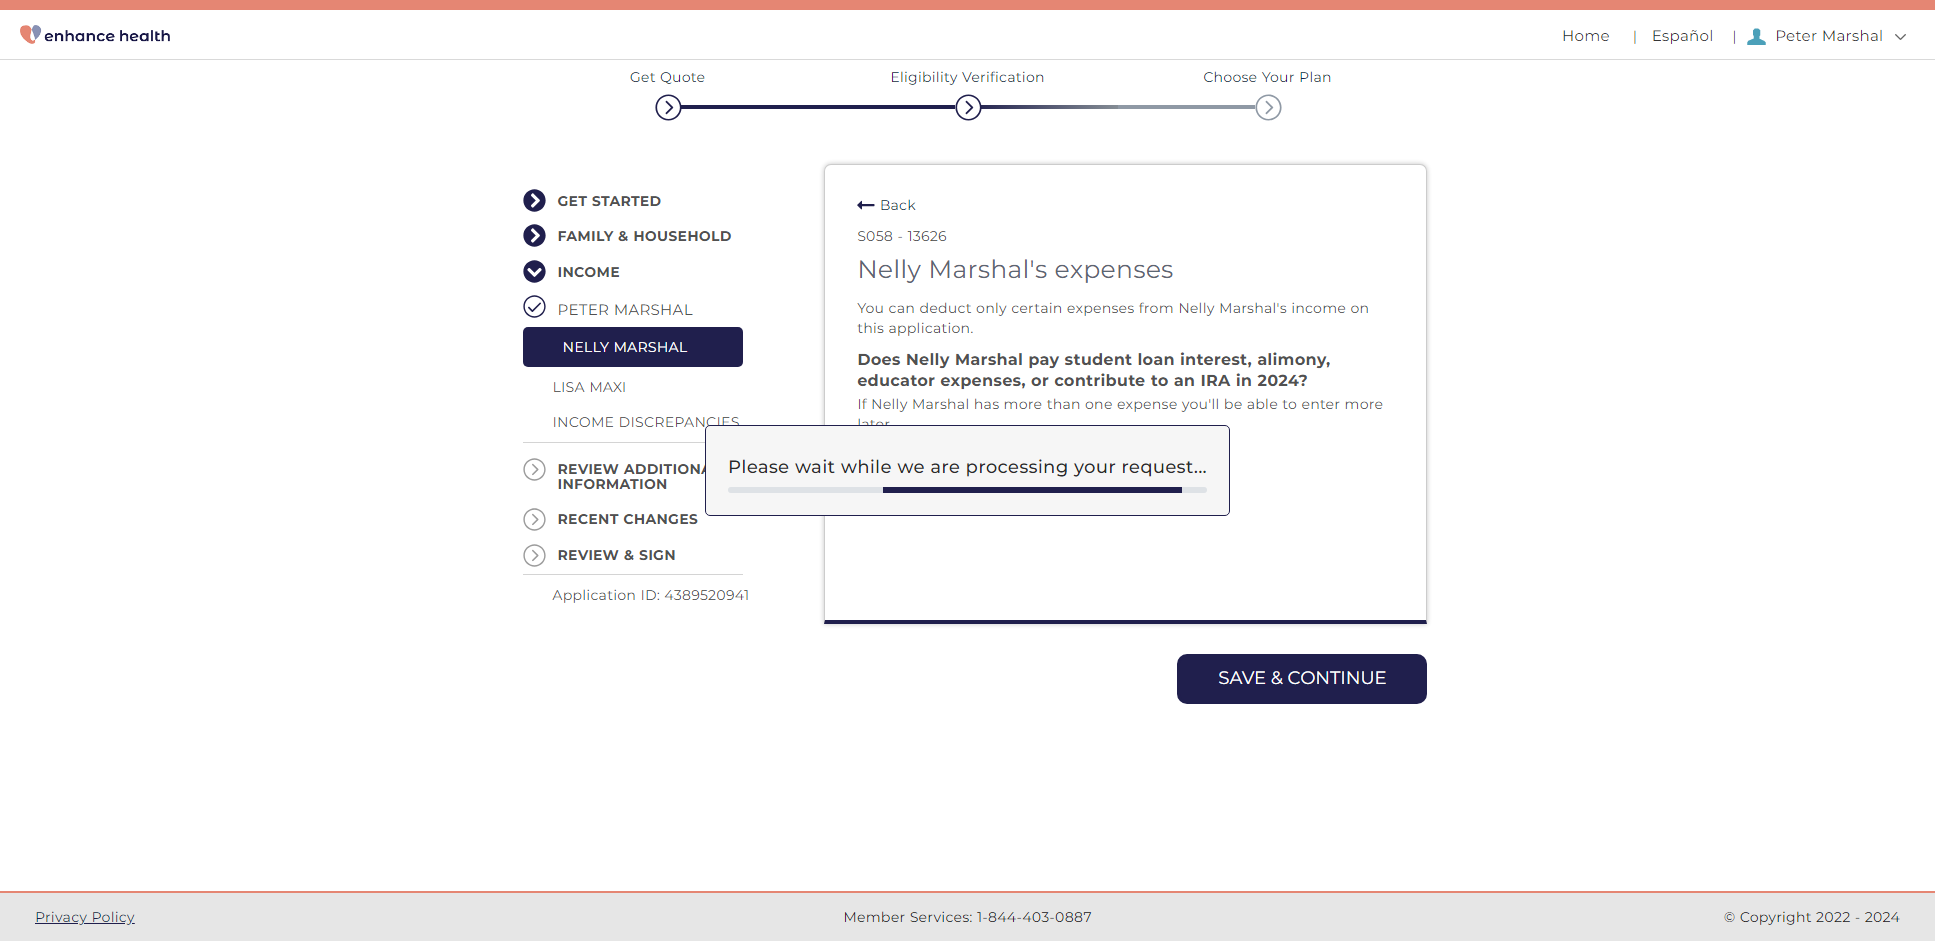 enhance health
Home | Español | Peter Marshal
Get Quote
Eligibility Verification
Choose Your Plan
GET STARTED
FAMILY & HOUSEHOLD
INCOME
PETER MARSHAL
NELLY MARSHAL
LISA MAXI
INCOME DISCREPANCIES
REVIEW ADDITIONA
INFORMATION
RECENT CHANGES
REVIEW & SIGN
Application ID: 4389520941
Back
S058 - 13626
Nelly Marshal's expenses
You can deduct only certain expenses from Nelly Marshal's income on
this application.
Does Nelly Marshal pay student loan interest, alimony,
educator expenses, or contribute to an IRA in 2024?
If Nelly Marshal has more than one expense you'll be able to enter more
later.
Please wait while we are processing your request...
SAVE & CONTINUE
Privacy Policy
Member Services: 1-844-403-0887
© Copyright 2022 - 2024